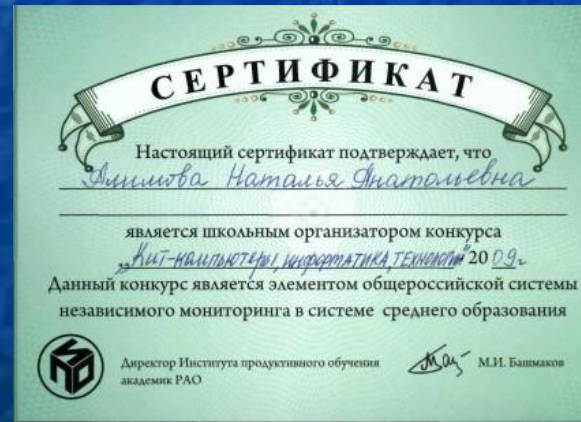 СЕРТИФИКАТ
Настоящий сертификат подтверждает, что
Алимова Наталья Анатольевна
является школьным организатором конкурса
„Кит-компьютеры, информатика, технологии" 2009г
Данный конкурс является элементом общероссийской системы
независимого мониторинга в системе среднего образования
Директор Института продуктивного обучения
академик РАО
М.И. Башмаков